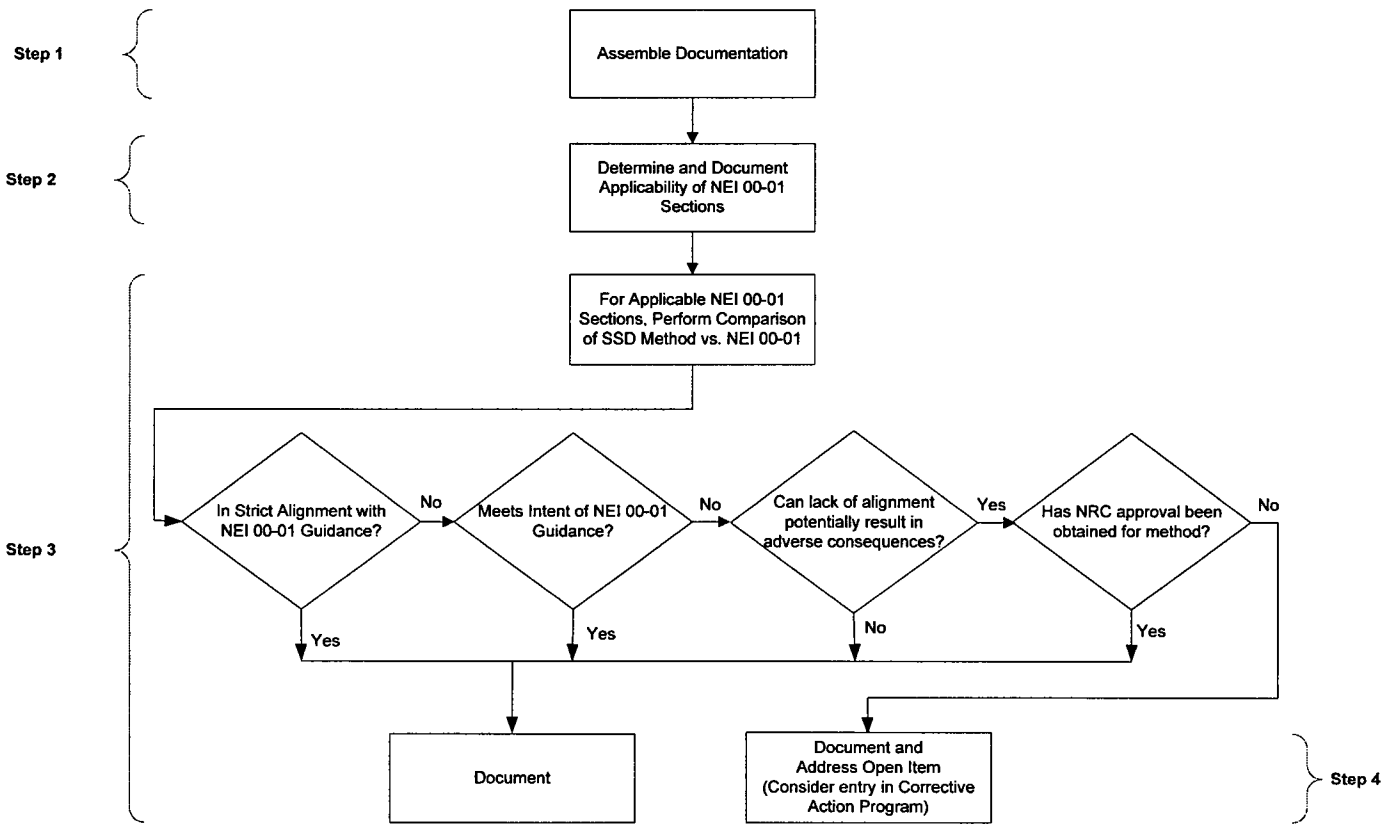 Step 1
Assemble Documentation
Step 2
Determine and Document
Applicability of NEI 00-01
Sections
For Applicable NEI 00-01
Sections, Perform Comparison
of SSD Method vs. NEI 00-01
Step 3
In Strict Alignment with
NEI 00-01 Guidance?
No
Yes
Meets Intent of NEI 00-01
Guidance?
No
Yes
Can lack of alignment
potentially result in
adverse consequences?
Yes
No
Has NRC approval been
obtained for method?
No
Yes
Document
Document and
Address Open Item
(Consider entry in Corrective
Action Program)
Step 4